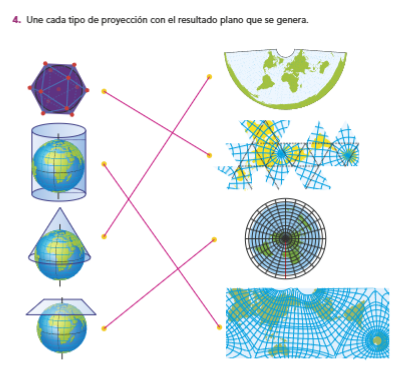 4. Une cada tipo de proyección con el resultado plano que se genera.